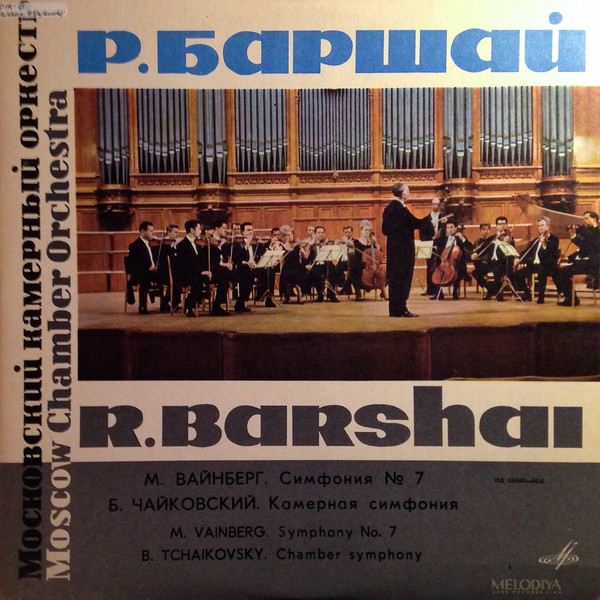 Р. БАРШАЙ
Московский камерный оркестр
Moscow Chamber Orchestra
R. BARSHAI
М. ВАЙНБЕРГ. Симфония № 7
Б. ЧАЙКОВСКИЙ. Камерная симфония
M. VAINBERG. Symphony No. 7
B. TCHAIKOVSKY. Chamber symphony
MELODIYA